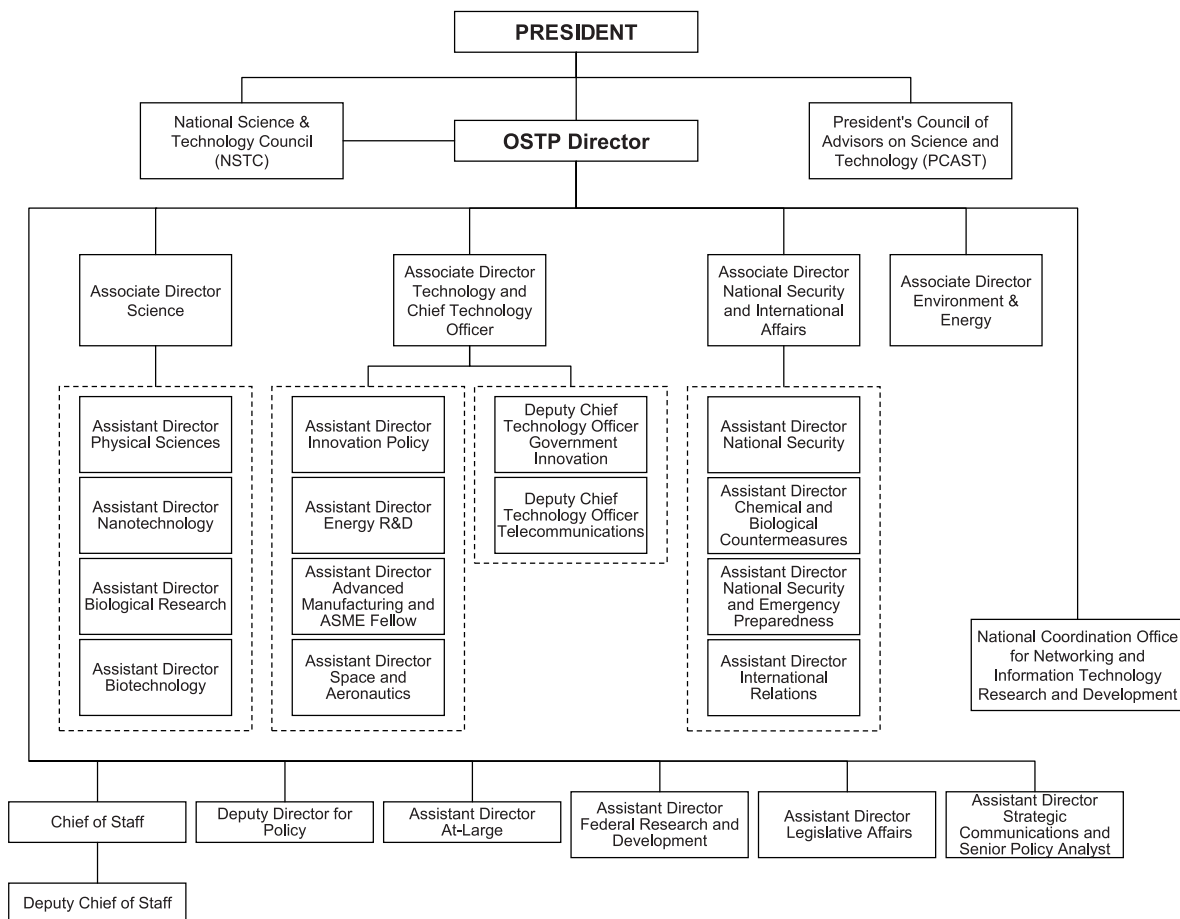 PRESIDENT
National Science &
Technology Council
(NSTC)
OSTP Director
President's Council of
Advisors on Science and
Technology (PCAST)
Associate Director
Science
Associate Director
Technology and
Chief Technology
Officer
Associate Director
National Security
and International
Affairs
Associate Director
Environment &
Energy
Assistant Director
Physical Sciences
Assistant Director
Nanotechnology
Assistant Director
Biological Research
Assistant Director
Biotechnology
Assistant Director
Innovation Policy
Assistant Director
Energy R&D
Assistant Director
Advanced
Manufacturing and
ASME Fellow
Assistant Director
Space and
Aeronautics
Deputy Chief
Technology Officer
Government
Innovation
Deputy Chief
Technology Officer
Telecommunications
Assistant Director
National Security
Assistant Director
Chemical and
Biological
Countermeasures
Assistant Director
National Security
and Emergency
Preparedness
Assistant Director
International
Relations
National Coordination Office
for Networking and
Information Technology
Research and Development
Chief of Staff
Deputy Director for
Policy
Assistant Director
At-Large
Assistant Director
Federal Research and
Development
Assistant Director
Legislative Affairs
Assistant Director
Strategic
Communications and
Senior Policy Analyst
Deputy Chief of Staff